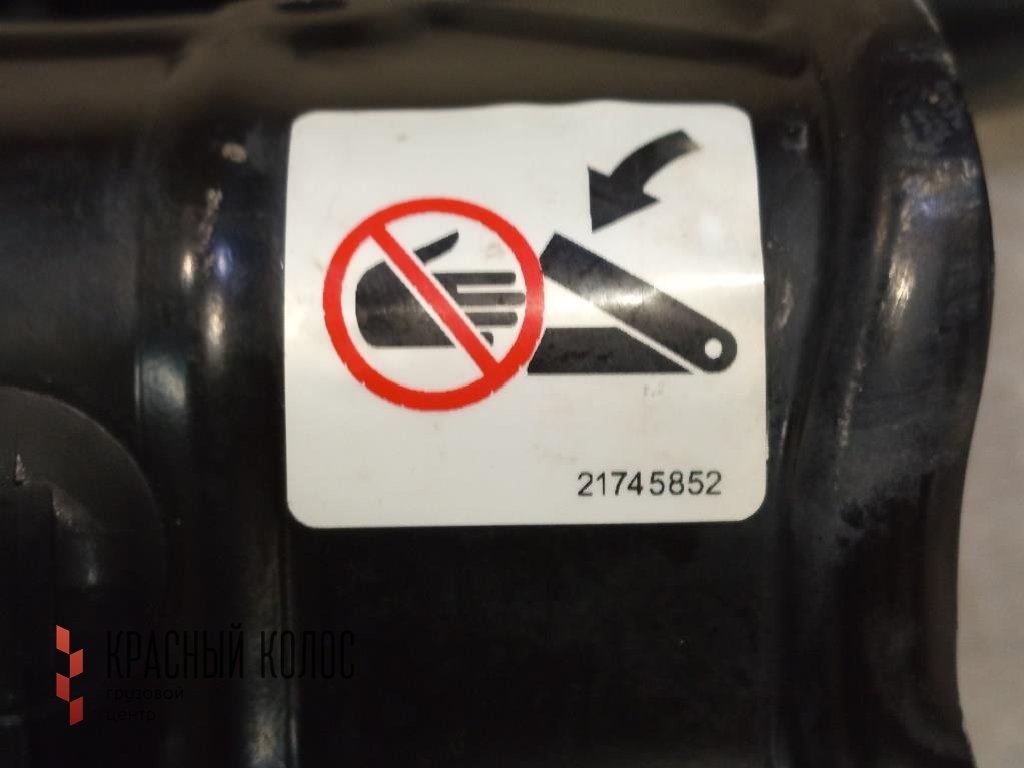 21745852
КРАСНЫЙ КОЛОС
грузовой
центр